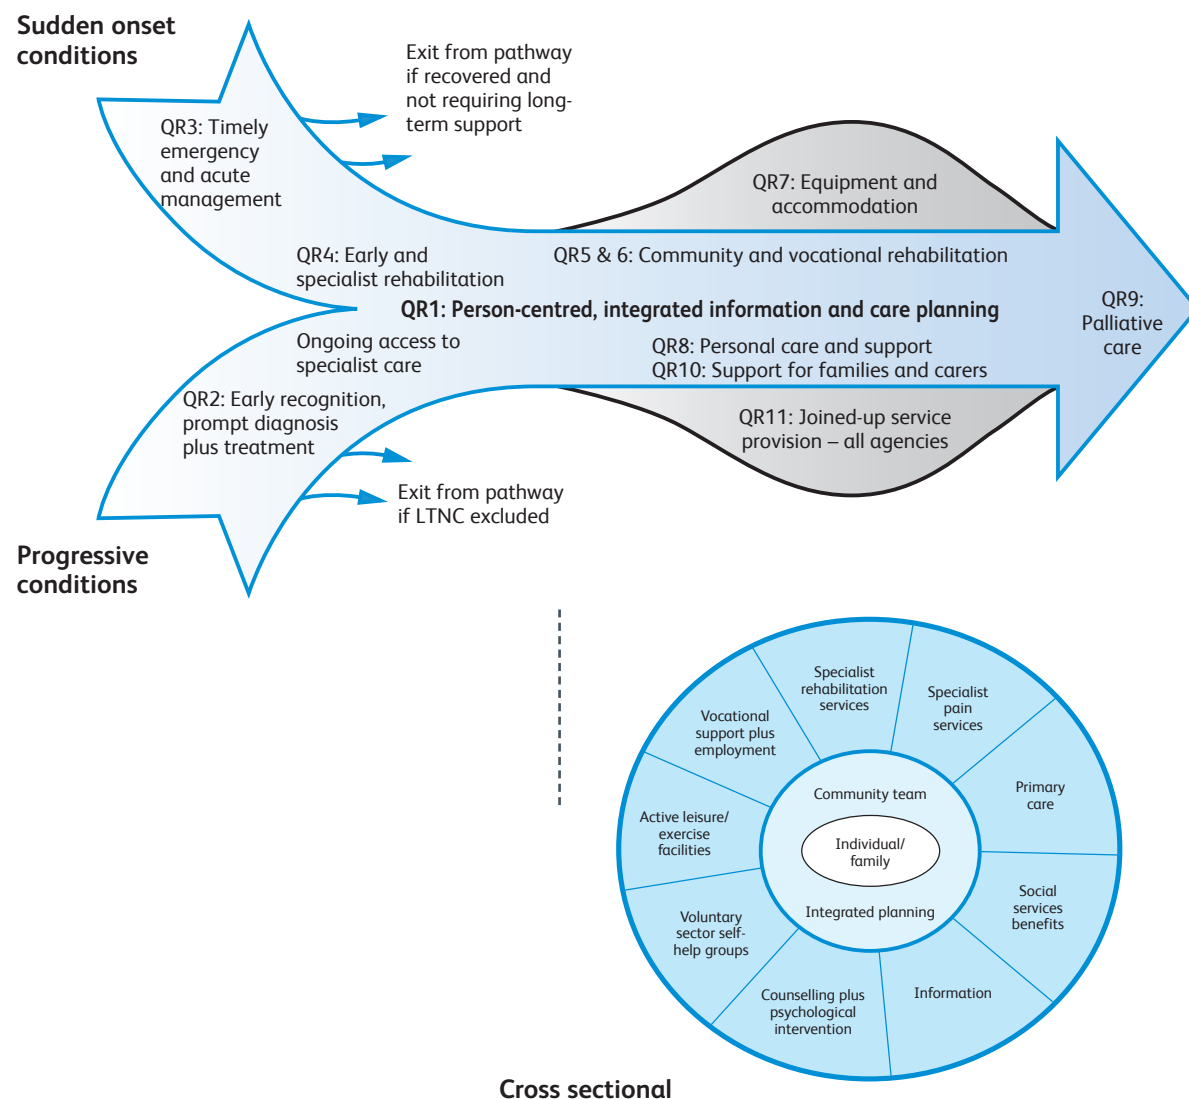 Sudden onset
conditions
Exit from pathway
if recovered and
not requiring long-
term support
QR3: Timely
emergency
and acute
management
QR7: Equipment and
accommodation
QR4: Early and
specialist rehabilitation
QR5 & 6: Community and vocational rehabilitation
QR1: Person-centred, integrated information and care planning
QR9:
Palliative
care
Ongoing access to
specialist care
QR8: Personal care and support
QR10: Support for families and carers
QR2: Early recognition,
prompt diagnosis
plus treatment
QR11: Joined-up service
provision – all agencies
Exit from pathway
if LTNC excluded
Progressive
conditions
Specialist
rehabilitation
services
Specialist
pain
services
Vocational
support plus
employment
Primary
care
Community team
Active leisure/
exercise
facilities
Individual/
family
Social
services
benefits
Integrated planning
Voluntary
sector self-
help groups
Information
Counselling plus
psychological
intervention
Cross sectional